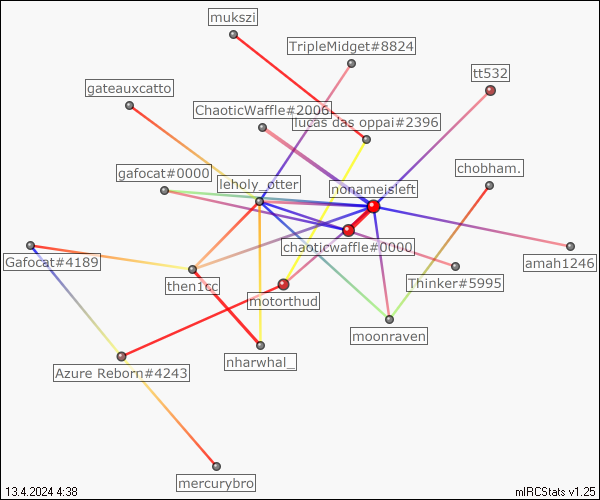 mukszi
TripleMidget#8824
tt532
gateauxcatto
ChaoticWaffle#2006
lucas das oppai#2396
chobham.
gafocat#0000
leholy_otter
nonameisleft
chaoticwaffle#0000
Gafocat#4189
amah1246
then1cc
Thinker#5995
motorthud
moonraven
nharwhal_
Azure Reborn#4243
mercurybro
13.4.2024 4:38
mIRCStats v1.25